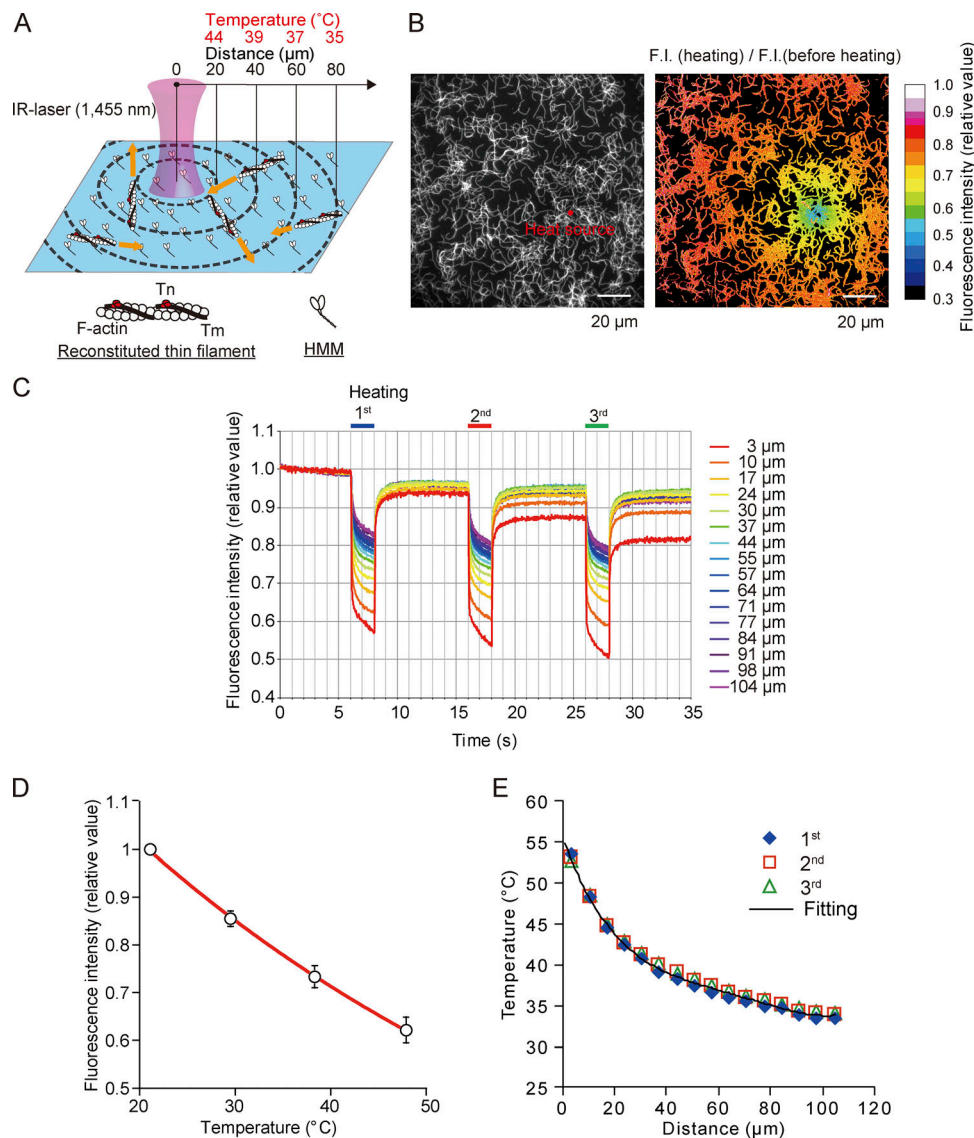 A
Temperature (˚C)
44 39 37 35
Distance (µm)
0 20 40 60 80
IR-laser (1,455 nm)
Tn
F-actin
Tm
Reconstituted thin filament
HMM
B
F.I. (heating) / F.I.(before heating)
Heat source
20 µm
20 µm
1.0
0.9
0.8
0.7
0.6
0.5
0.4
0.3
Fluorescence intensity (relative value)
C
Heating
1st
2nd
3rd
1.1
1.0
0.9
0.8
0.7
0.6
0.5
0.4
Fluorescence intensity (relative value)
0 5 10 15 20 25 30 35
Time (s)
3 µm
10 µm
17 µm
24 µm
30 µm
37 µm
44 µm
55 µm
57 µm
64 µm
71 µm
77 µm
84 µm
91 µm
98 µm
104 µm
D
1.1
1
0.9
0.8
0.7
0.6
0.5
Fluorescence intensity (relative value)
20 30 40 50
Temperature (˚C)
E
60
55
50
45
40
35
30
25
Temperature (°C)
0 20 40 60 80 100 120
Distance (µm)
1st
2nd
3rd
Fitting